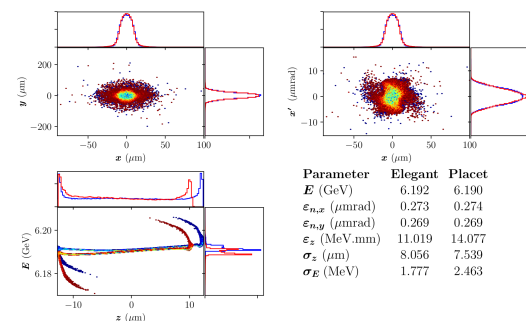 200
0
−200
y (μm)
−50 0 50 100
x (μm)
10
0
−10
x′ (μmrad)
−50 0 50 100
x (μm)
6.20
6.18
E (GeV)
−10 0 10
z (μm)
Parameter Elegant Placet
E (GeV) 6.192 6.190
εn,x (μmrad) 0.273 0.274
εn,y (μmrad) 0.269 0.269
εz (MeV.mm) 11.019 14.077
σz (μm) 8.056 7.539
σE (MeV) 1.777 2.463